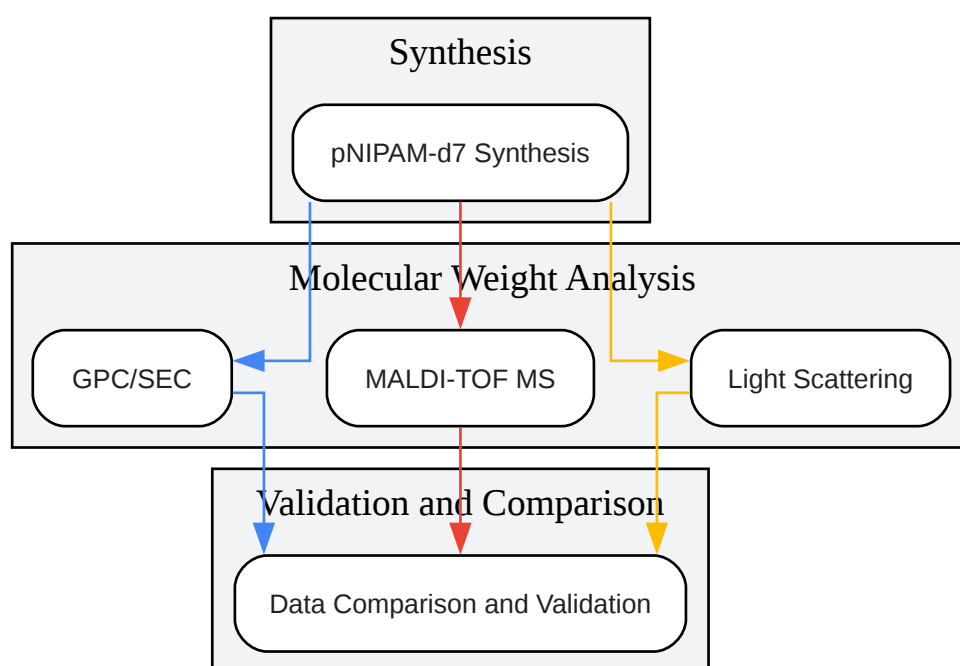 Synthesis
pNIPAM-d7 Synthesis
Molecular Weight Analysis
GPC/SEC
MALDI-TOF MS
Light Scattering
Validation and Comparison
Data Comparison and Validation